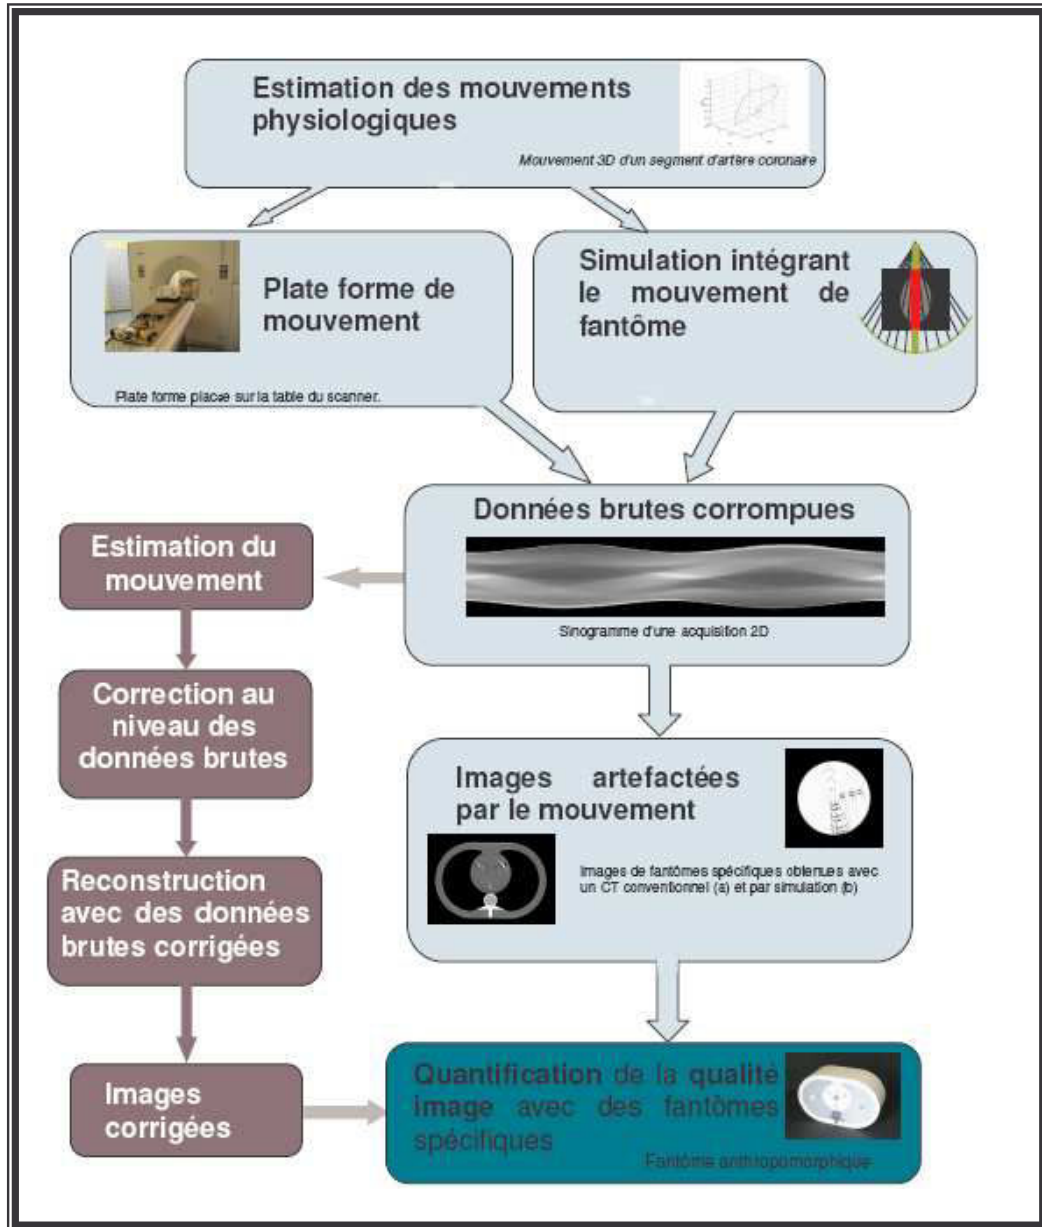 Estimation des mouvements
physiologiques
Mouvement 3D d'un segment d'artère coronaire
Plate forme de
mouvement
Plate forme placée sur la table du scanner.
Simulation intégrant
le mouvement de
fantôme
Données brutes corrompues
Sinogramme d'une acquisition 2D
Estimation du
mouvement
Correction au
niveau des
données brutes
Reconstruction
avec des données
brutes corrigées
Images
corrigées
Images artefactées
par le mouvement
Images de fantômes spécifiques obtenues avec
un CT conventionnel (a) et par simulation (b)
Quantification de la qualité
image avec des fantômes
spécifiques
Fantôme anthropomorphique